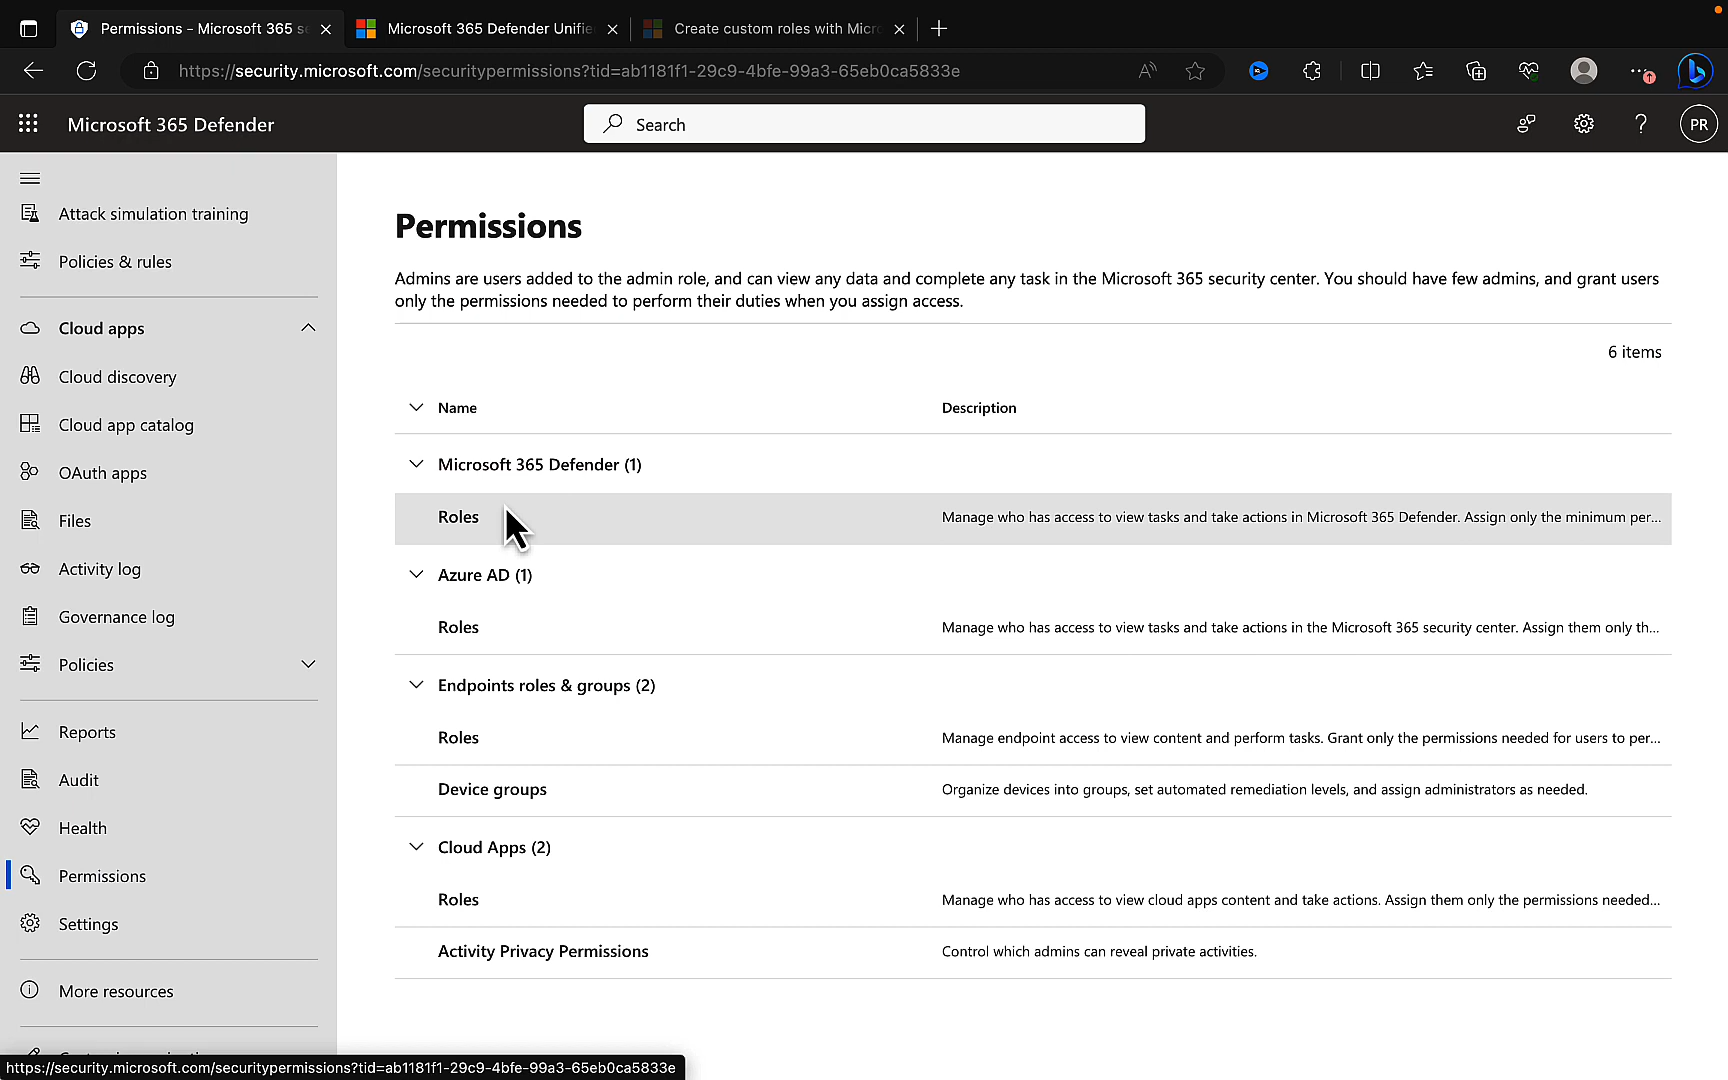 Permissions - Microsoft 365 se
Microsoft 365 Defender Unifie
Create custom roles with Micro
https://security.microsoft.com/securitypermissions?tid=ab1181f1-29c9-4bfe-99a3-65eb0ca5833e
Microsoft 365 Defender
Search
PR
Attack simulation training
Policies & rules
Cloud apps
Cloud discovery
Cloud app catalog
OAuth apps
Files
Activity log
Governance log
Policies
Reports
Audit
Health
Permissions
Settings
More resources
Permissions
Admins are users added to the admin role, and can view any data and complete any task in the Microsoft 365 security center. You should have few admins, and grant users
only the permissions needed to perform their duties when you assign access.
6 items
Name Description
Microsoft 365 Defender (1)
Roles Manage who has access to view tasks and take actions in Microsoft 365 Defender. Assign only the minimum per...
Azure AD (1)
Roles Manage who has access to view tasks and take actions in the Microsoft 365 security center. Assign them only th...
Endpoints roles & groups (2)
Roles Manage endpoint access to view content and perform tasks. Grant only the permissions needed for users to per...
Device groups Organize devices into groups, set automated remediation levels, and assign administrators as needed.
Cloud Apps (2)
Roles Manage who has access to view cloud apps content and take actions. Assign them only the permissions needed...
Activity Privacy Permissions Control which admins can reveal private activities.
https://security.microsoft.com/securitypermissions?tid=ab1181f1-29c9-4bfe-99a3-65eb0ca5833e